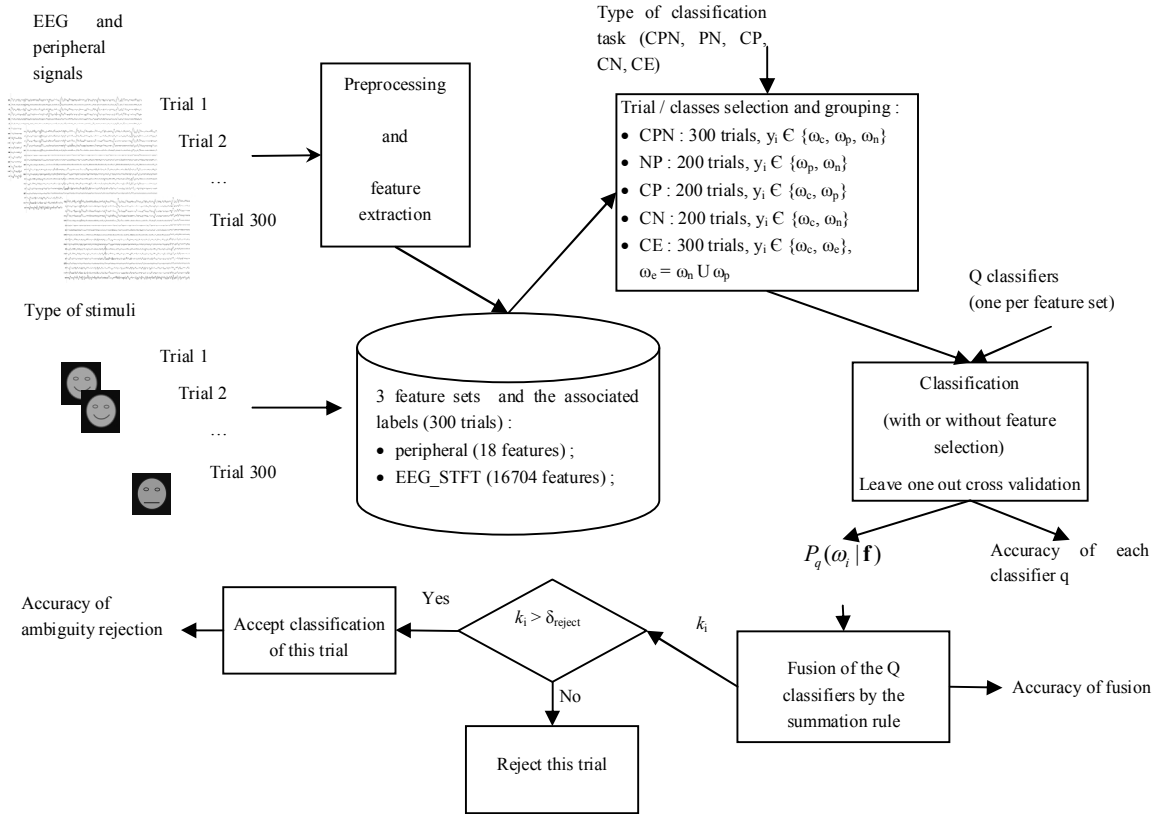 EEG and
peripheral
signals
Trial 1
Trial 2
…
Trial 300
Preprocessing
and
feature
extraction
Type of classification
task (CPN, PN, CP,
CN, CE)
Trial / classes selection and grouping :
• CPN : 300 trials, yi Є {ωc, ωp, ωn}
• NP : 200 trials, yi Є {ωp, ωn}
• CP : 200 trials, yi Є {ωc, ωp}
• CN : 200 trials, yi Є {ωc, ωn}
• CE : 300 trials, yi Є {ωc, ωe},
ωe = ωn U ωp
Type of stimuli
Trial 1
Trial 2
…
Trial 300
3 feature sets and the associated
labels (300 trials) :
• peripheral (18 features) ;
• EEG_STFT (16704 features) ;
Q classifiers
(one per feature set)
Classification
(with or without feature
selection)
Leave one out cross validation
Pq(ωi | f)
Accuracy of each
classifier q
Fusion of the Q
classifiers by the
summation rule
Accuracy of fusion
ki
ki > δreject
Yes
No
Accept classification
of this trial
Accuracy of
ambiguity rejection
Reject this trial